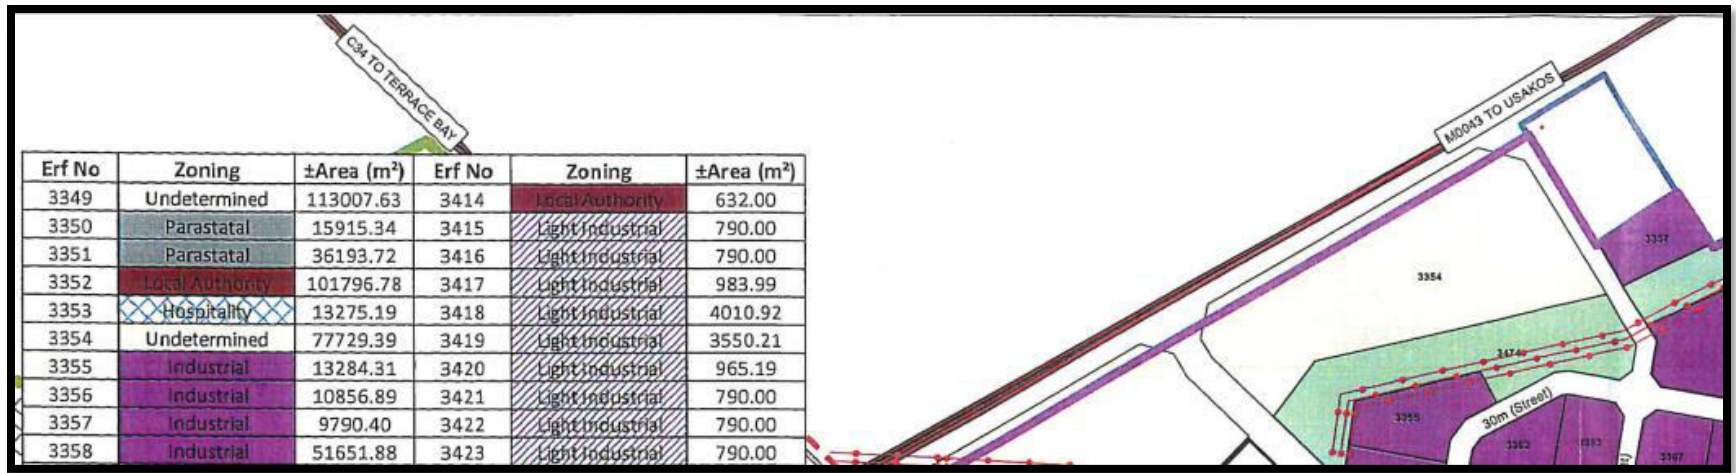 C34 TO TERRACE BAY
M0043 TO USAKOS
Erf No Zoning ±Area (m²) Erf No Zoning ±Area (m²)
3349 Undetermined 113007.63 3414 Local Authority 632.00
3350 Parastatal 15915.34 3415 Light Industrial 790.00
3351 Parastatal 36193.72 3416 Light Industrial 790.00
3352 Local Authority 101796.78 3417 Light Industrial 983.99
3353 Hospitality 13275.19 3418 Light Industrial 4010.92
3354 Undetermined 77729.39 3419 Light Industrial 3550.21
3355 Industrial 13284.31 3420 Light Industrial 965.19
3356 Industrial 10856.89 3421 Light Industrial 790.00
3357 Industrial 9790.40 3422 Light Industrial 790.00
3358 Industrial 51651.88 3423 Light Industrial 790.00
3357
3354
3474
3355
30m (Street)